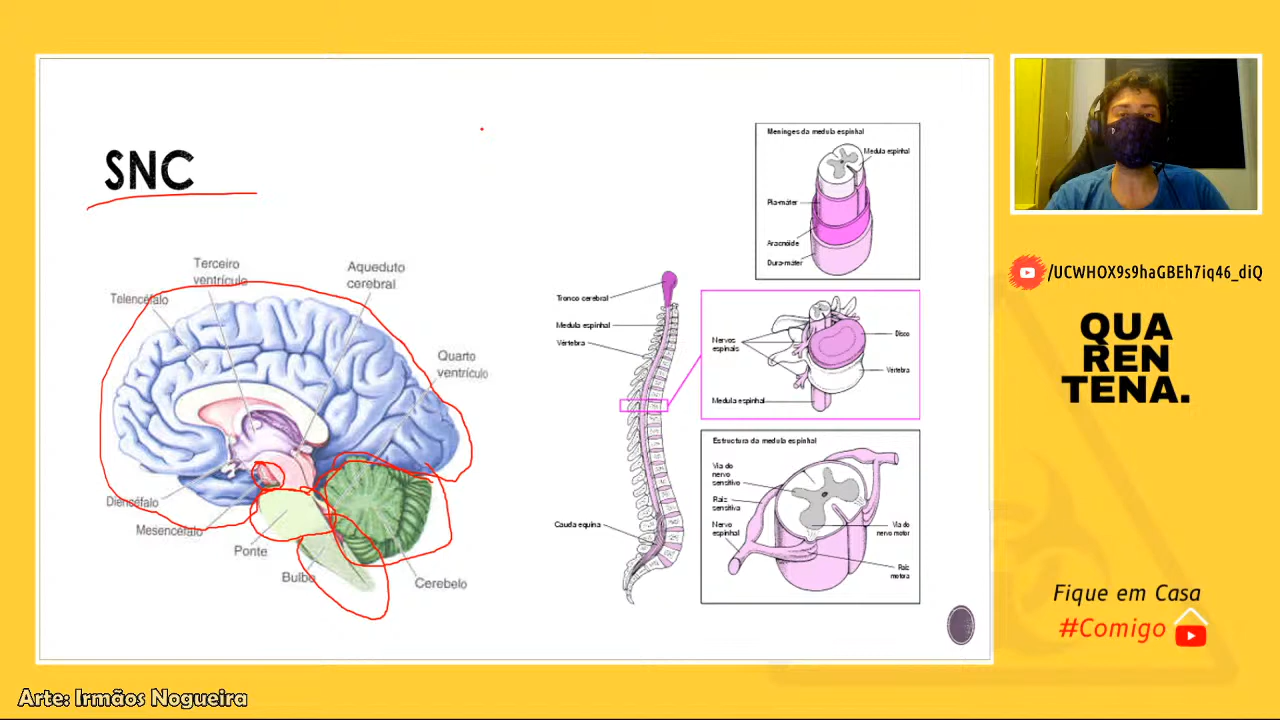 SNC
Terceiro
ventrículo
Aqueduto
cerebral
Telencéfalo
Quarto
ventrículo
Diencéfalo
Mesencéfalo
Ponte
Bulbo
Cerebelo
Tronco cerebral
Medula espinhal
Vértebra
Cauda equina
Meninges da medula espinhal
Medula espinhal
Pia-máter
Aracnóide
Dura-máter
Nervos
espinais
Disco
Vértebra
Medula espinhal
Estrutura da medula espinhal
Via do
nervo
sensitivo
Raiz
sensitiva
Nervo
espinhal
Via do
nervo motor
Raiz
motora
/UCWHOX9s9haGBEh7iq46_diQ
QUA
REN
TENA.
Fique em Casa
#Comigo
Arte: Irmãos Nogueira